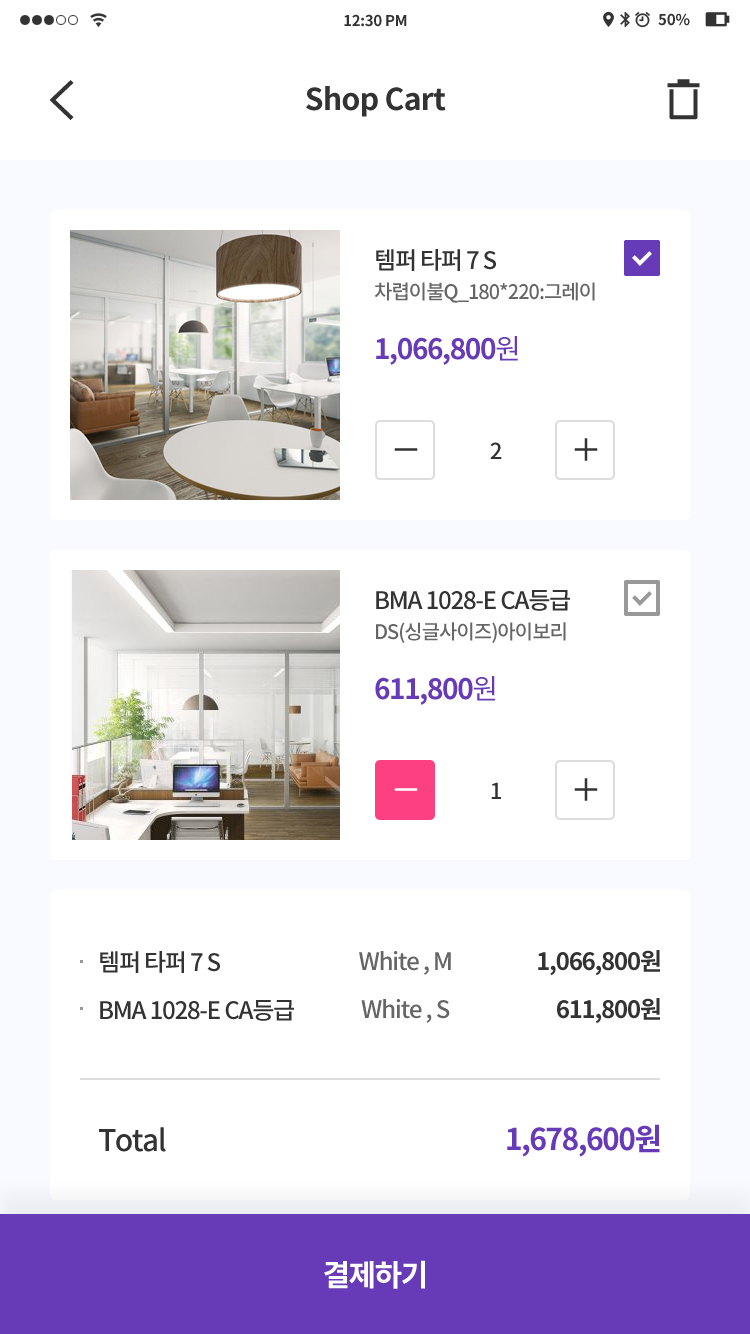 12:30 PM
50%
Shop Cart
템퍼 타퍼 7 S
차렵이불Q_180*220:그레이
1,066,800원
2
BMA 1028-E CA등급
DS(싱글사이즈)아이보리
611,800원
1
템퍼 타퍼 7 S White , M 1,066,800원
BMA 1028-E CA등급 White , S 611,800원
Total 1,678,600원
결제하기